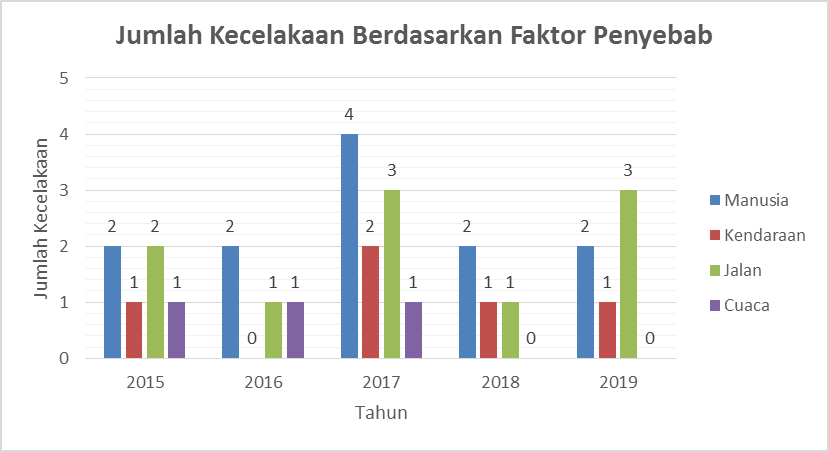 Jumlah Kecelakaan Berdasarkan Faktor Penyebab
Jumlah Kecelakaan
5
4
3
2
1
0
2 1 2 1
2 0 1 1
4 2 3 1
2 1 1 0
2 1 3 0
2015 2016 2017 2018 2019
Tahun
Manusia
Kendaraan
Jalan
Cuaca